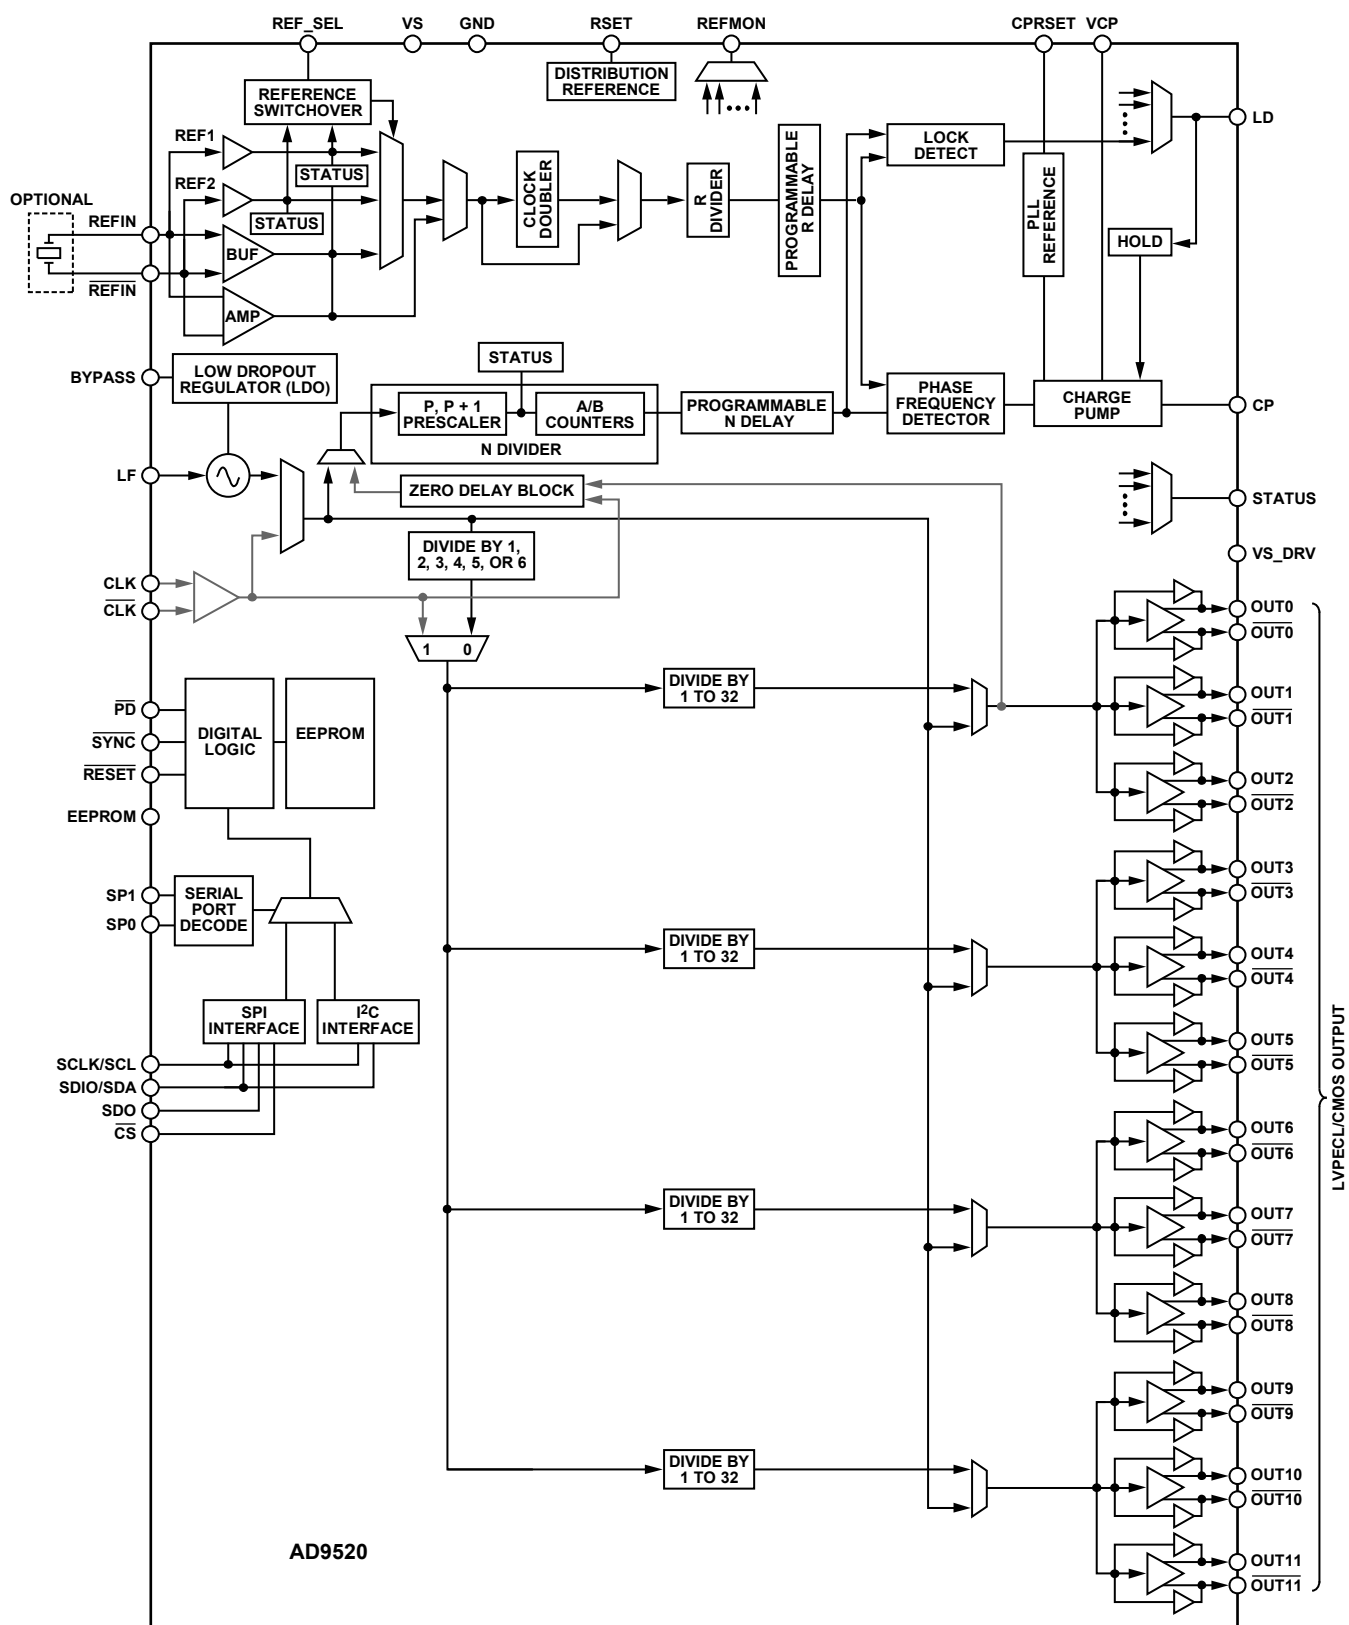 REF_SEL VS GND RSET REFMON CPRSET VCP
REFERENCE
SWITCHOVER
DISTRIBUTION
REFERENCE
LD
REF1
STATUS
REF2
STATUS
OPTIONAL
REFIN
REFIN
BUF
AMP
CLOCK
DOUBLER
R
DIVIDER
PROGRAMMABLE
R DELAY
LOCK
DETECT
PLL
REFERENCE
HOLD
BYPASS
LOW DROPOUT
REGULATOR (LDO)
STATUS
P, P + 1
PRESCALER
A/B
COUNTERS
N DIVIDER
PROGRAMMABLE
N DELAY
PHASE
FREQUENCY
DETECTOR
CHARGE
PUMP
CP
LF
ZERO DELAY BLOCK
STATUS
DIVIDE BY 1,
2, 3, 4, 5, OR 6
VS_DRV
CLK
CLK
1 0
OUT0
OUT0
DIVIDE BY
1 TO 32
OUT1
OUT1
OUT2
OUT2
PD
SYNC
RESET
DIGITAL
LOGIC
EEPROM
EEPROM
SP1
SP0
SERIAL
PORT
DECODE
OUT3
OUT3
DIVIDE BY
1 TO 32
OUT4
OUT4
OUT5
OUT5
SPI
INTERFACE
I2C
INTERFACE
SCLK/SCL
SDIO/SDA
SDO
CS
LVPECL/CMOS OUTPUT
OUT6
OUT6
DIVIDE BY
1 TO 32
OUT7
OUT7
OUT8
OUT8
OUT9
OUT9
DIVIDE BY
1 TO 32
OUT10
OUT10
OUT11
OUT11
AD9520